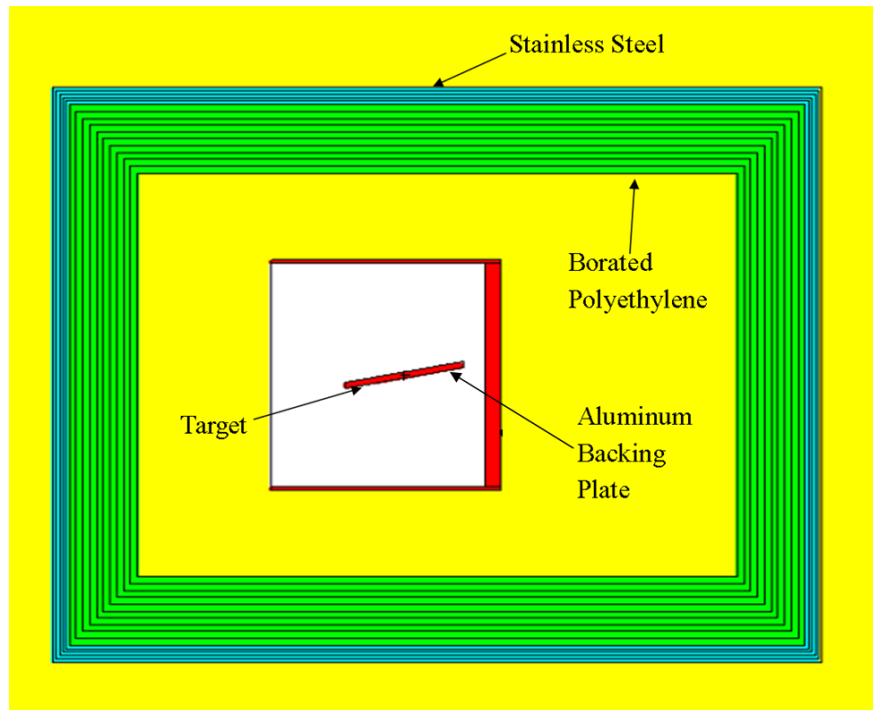 Stainless Steel
Borated
Polyethylene
Target
Aluminum
Backing
Plate